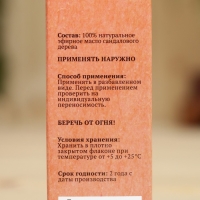 Состав: 100% натуральное
эфирное масло сандалового
дерева
ПРИМЕНЯТЬ НАРУЖНО
Способ применения:
Применять в разбавленном
виде. Перед применением
проверить на
индивидуальную
переносимость.
БЕРЕЧЬ ОТ ОГНЯ!
Условия хранения:
Хранить в плотно
закрытом флаконе при
температуре от +5 до +25°С
Срок годности: 2 года с
даты производства